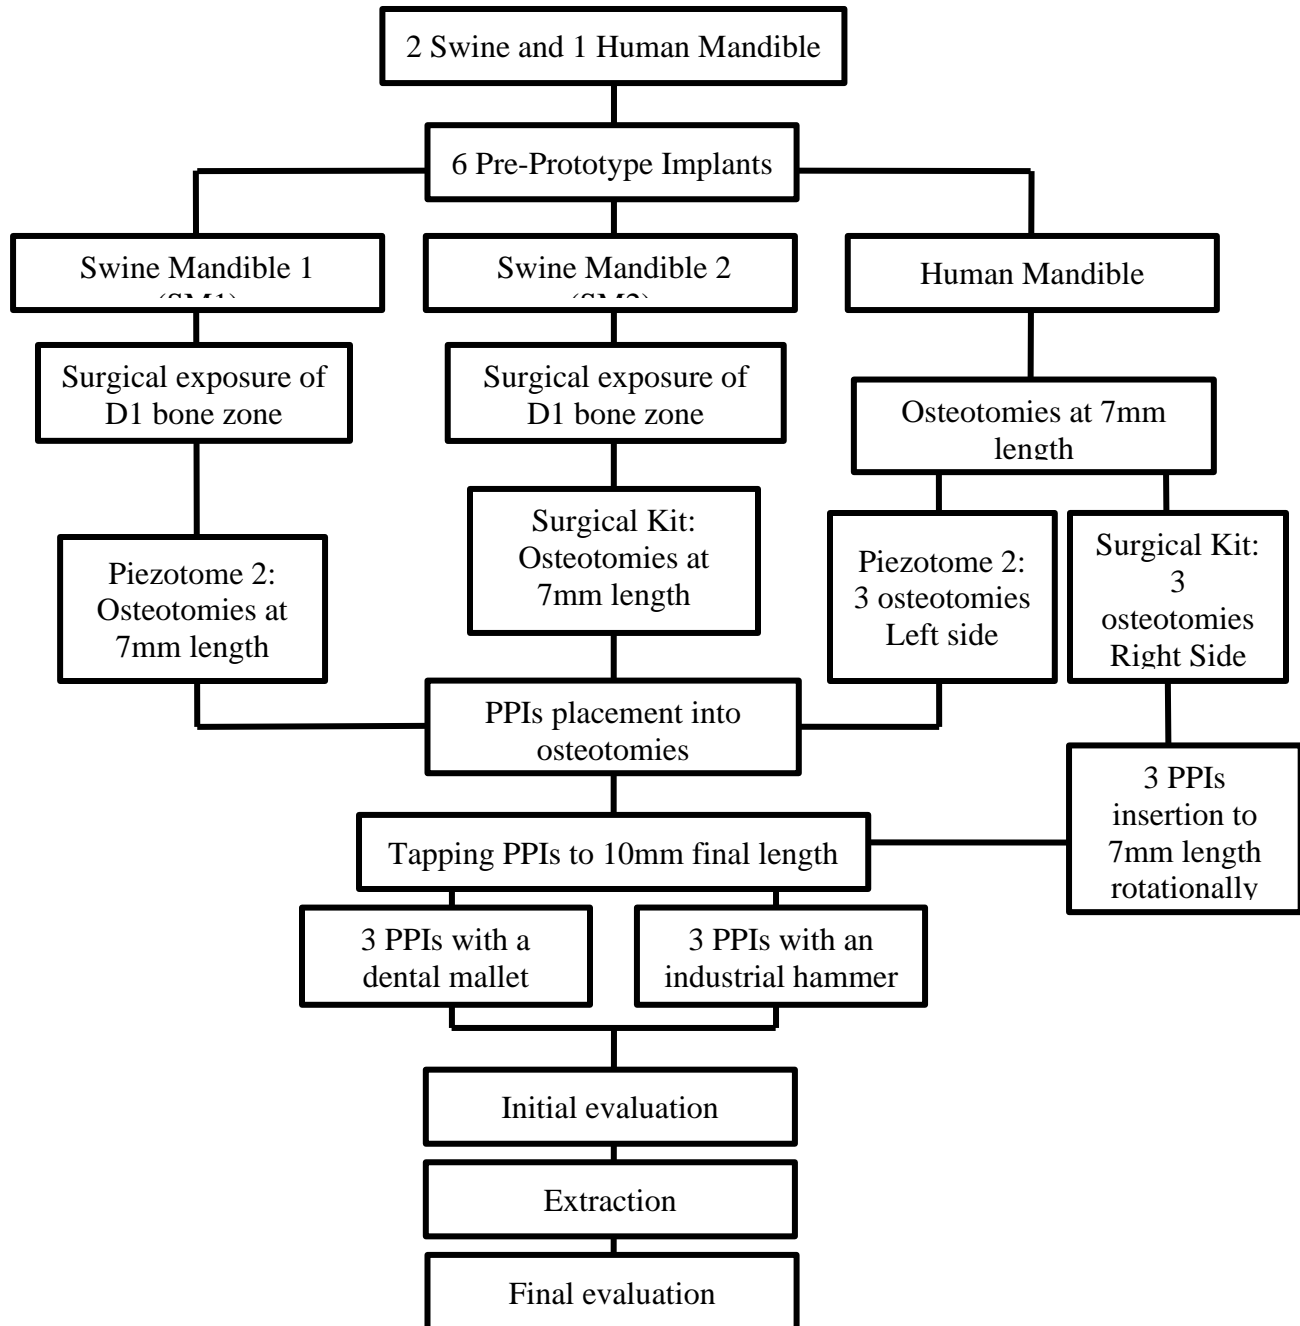 2 Swine and 1 Human Mandible
6 Pre-Prototype Implants
Swine Mandible 1
(SM1)
Swine Mandible 2
(SM2)
Human Mandible
Surgical exposure of
D1 bone zone
Surgical exposure of
D1 bone zone
Osteotomies at 7mm
length
Piezotome 2:
Osteotomies at
7mm length
Surgical Kit:
Osteotomies at
7mm length
Piezotome 2:
3 osteotomies
Left side
Surgical Kit:
3
osteotomies
Right Side
PPIs placement into
osteotomies
3 PPIs
insertion to
7mm length
rotationally
Tapping PPIs to 10mm final length
3 PPIs with a
dental mallet
3 PPIs with an
industrial hammer
Initial evaluation
Extraction
Final evaluation